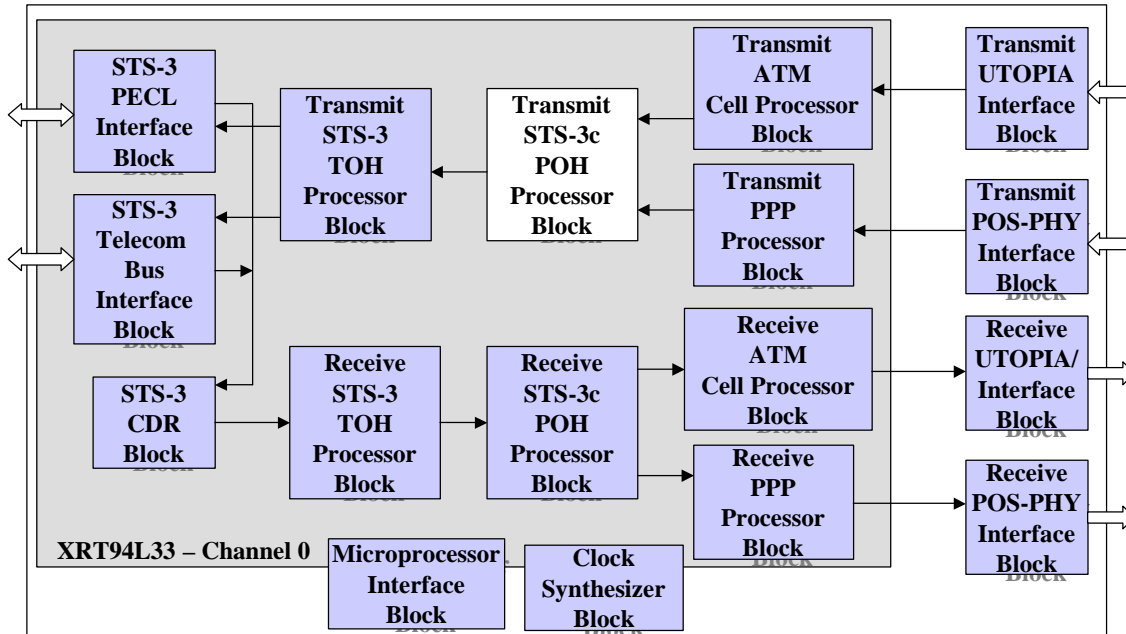 STS-3
PECL
Interface
Block
Transmit
STS-3
TOH
Processor
Block
Transmit
STS-3c
POH
Processor
Block
Transmit
ATM
Cell Processor
Block
Transmit
UTOPIA
Interface
Block
Transmit
PPP
Processor
Block
Transmit
POS-PHY
Interface
Block
STS-3
Telecom
Bus
Interface
Block
STS-3
CDR
Block
Receive
STS-3
TOH
Processor
Block
Receive
STS-3c
POH
Processor
Block
Receive
ATM
Cell Processor
Block
Receive
UTOPIA/
Interface
Block
Receive
PPP
Processor
Block
Receive
POS-PHY
Interface
Block
XRT94L33 – Channel 0
Microprocessor
Interface
Block
Clock
Synthesizer
Block